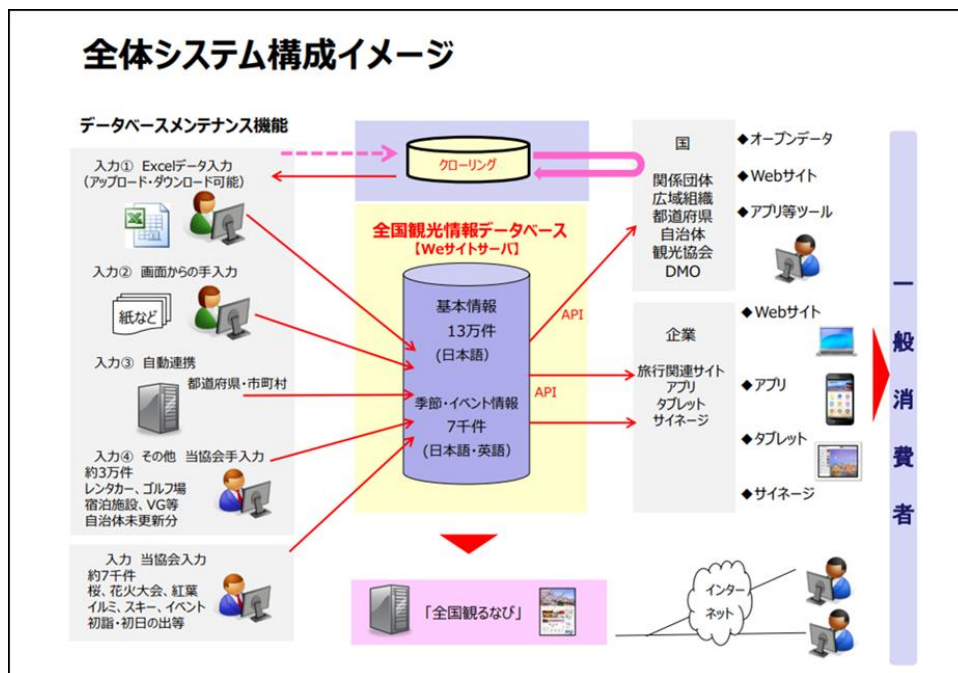 全体システム構成イメージ
データベースメンテナンス機能
入力① Excelデータ入力
(アップロード・ダウンロード可能)
入力② 画面からの手入力
紙など
入力③ 自動連携
都道府県・市町村
入力④ その他 当協会手入力
約3万件
レンタカー、ゴルフ場
宿泊施設、VG等
自治体未更新分
入力 当協会入力
約7千件
桜、花火大会、紅葉
イルミ、スキー、イベント
初詣・初日の出等
クローリング
全国観光情報データベース
【Weサイトサーバ】
基本情報
13万件
(日本語)
季節・イベント情報
7千件
(日本語・英語)
「全国観るなび」
API
API
国
関係団体
広域組織
都道府県
自治体
観光協会
DMO
◆オープンデータ
◆Webサイト
◆アプリ等ツール
企業
旅行関連サイト
アプリ
タブレット
サイネージ
◆Webサイト
◆アプリ
◆タブレット
◆サイネージ
インター
ネット
一般消費者